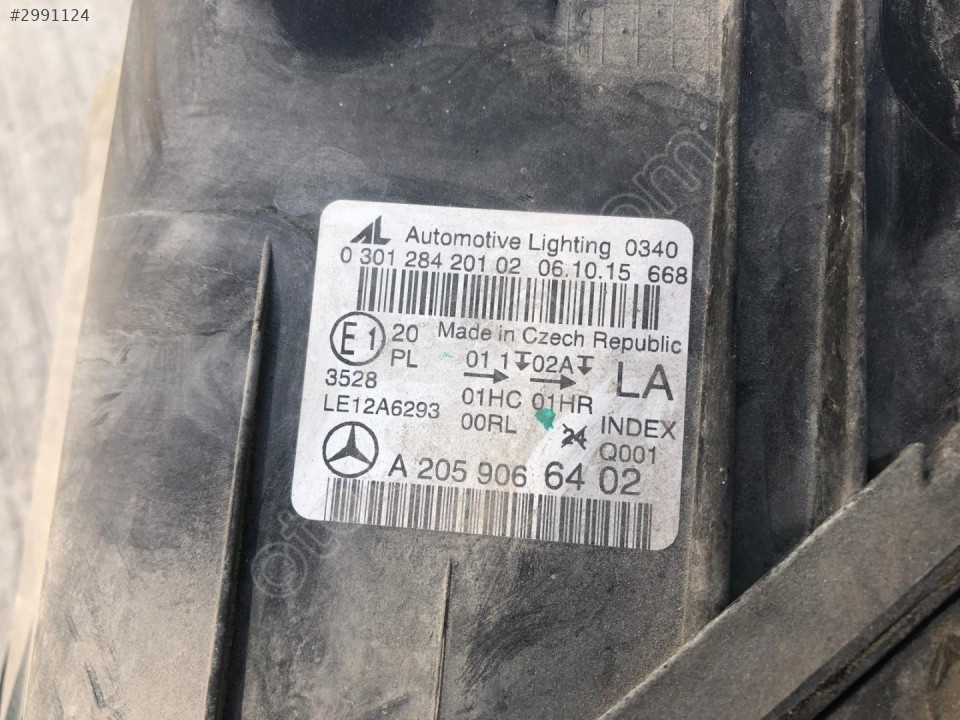 #2991124
AL Automotive Lighting 0340
0 301 284 201 02 06.10.15 668
E1 20 Made in Czech Republic
PL 01 1 02A LA
3528
LE12A6293 01HC 01HR
00RL 24 INDEX
Q001
A 205 906 64 02